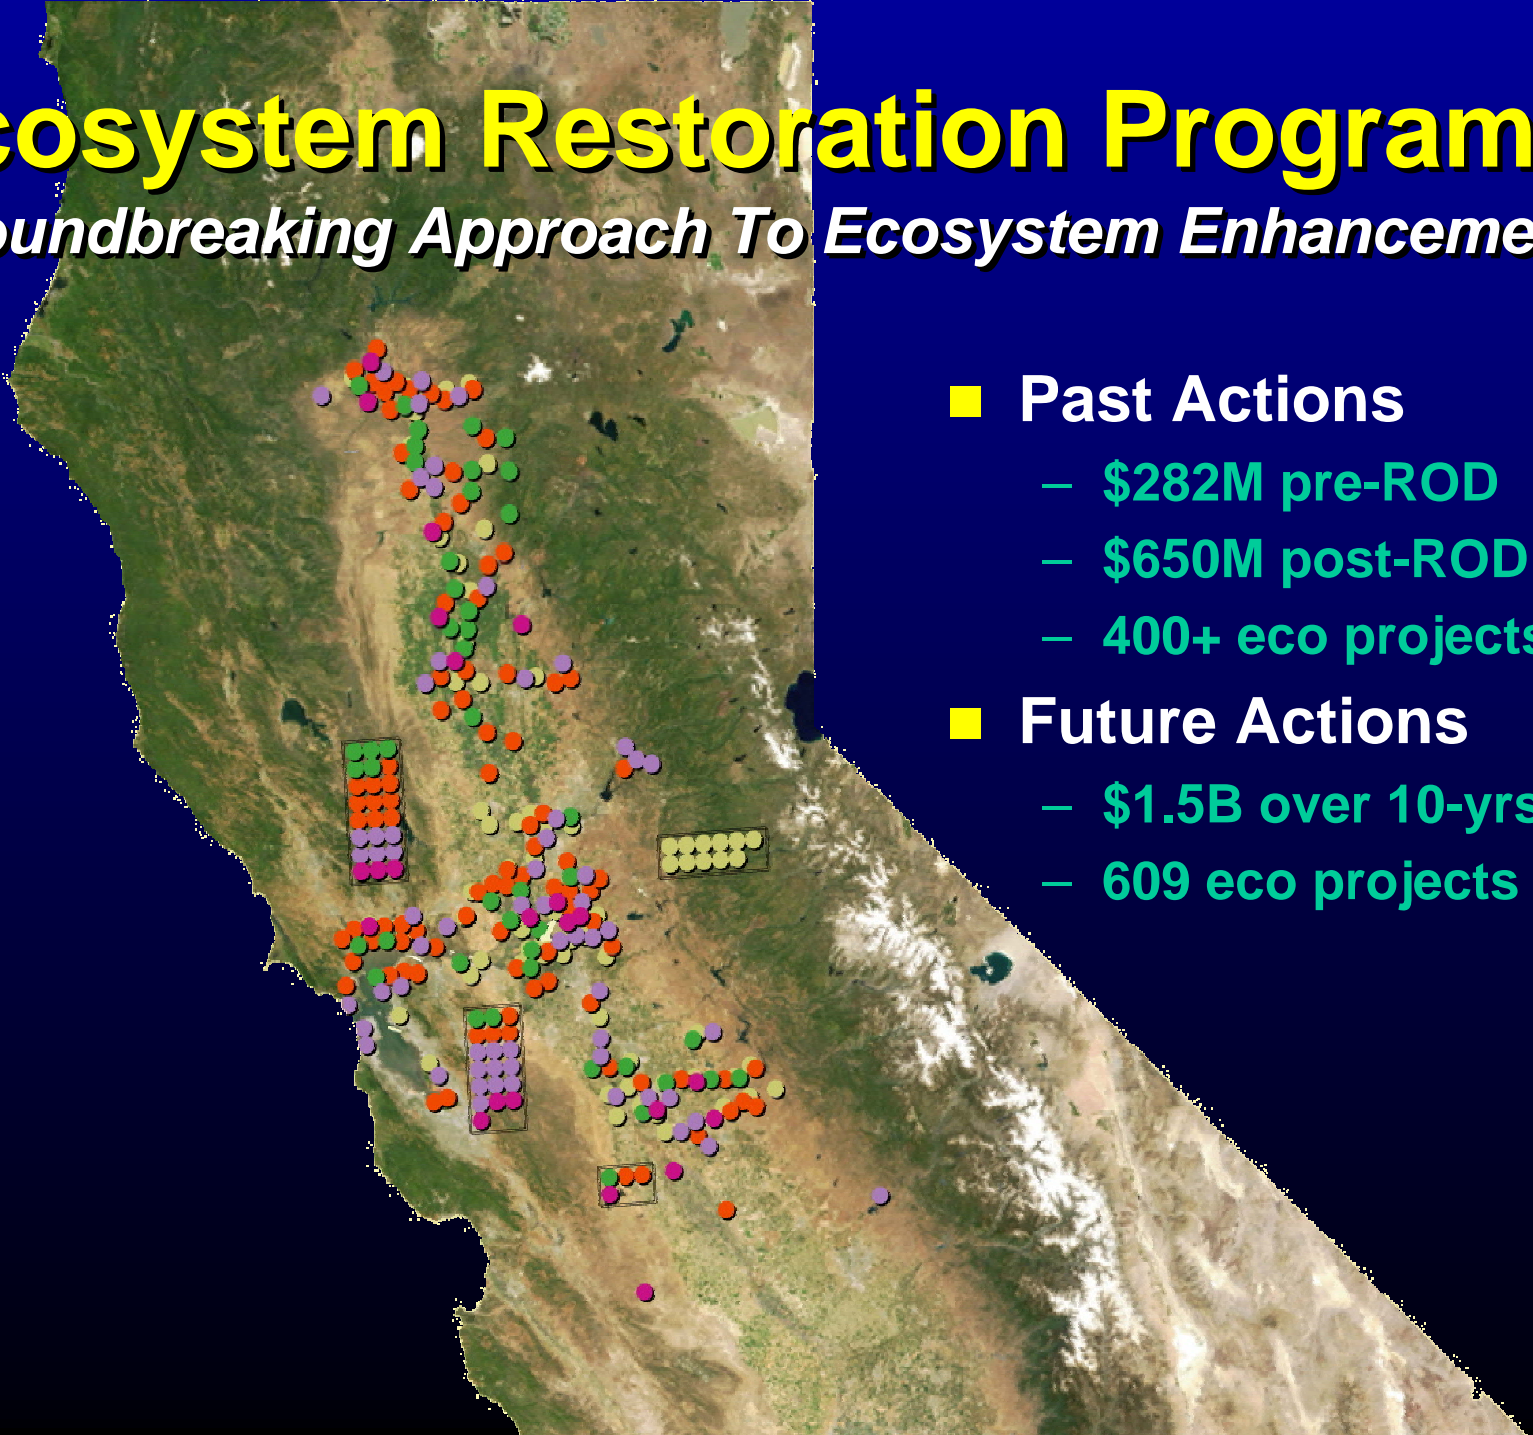 cosystem Restoration Program
oundbreaking Approach To Ecosystem Enhanceme
Past Actions
– $282M pre-ROD
– $650M post-ROD
– 400+ eco projects
Future Actions
– $1.5B over 10-yrs
– 609 eco projects